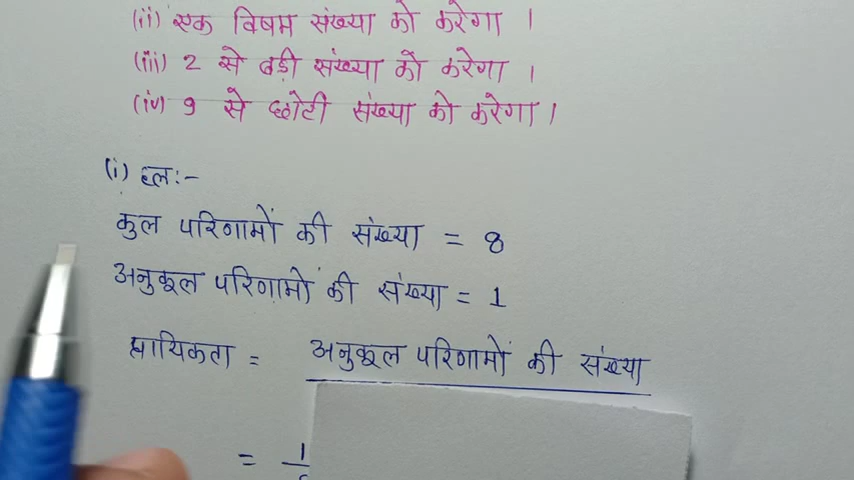 (ii) एक विषम संख्या को करेगा ।
(iii) 2 से बड़ी संख्या को करेगा ।
(iv) 9 से छोटी संख्या को करेगा ।
(i) हल:-
कुल परिणामों की संख्या = 8
अनुकूल परिणामों की संख्या = 1
प्रायिकता = अनुकूल परिणामों की संख्या
= 1